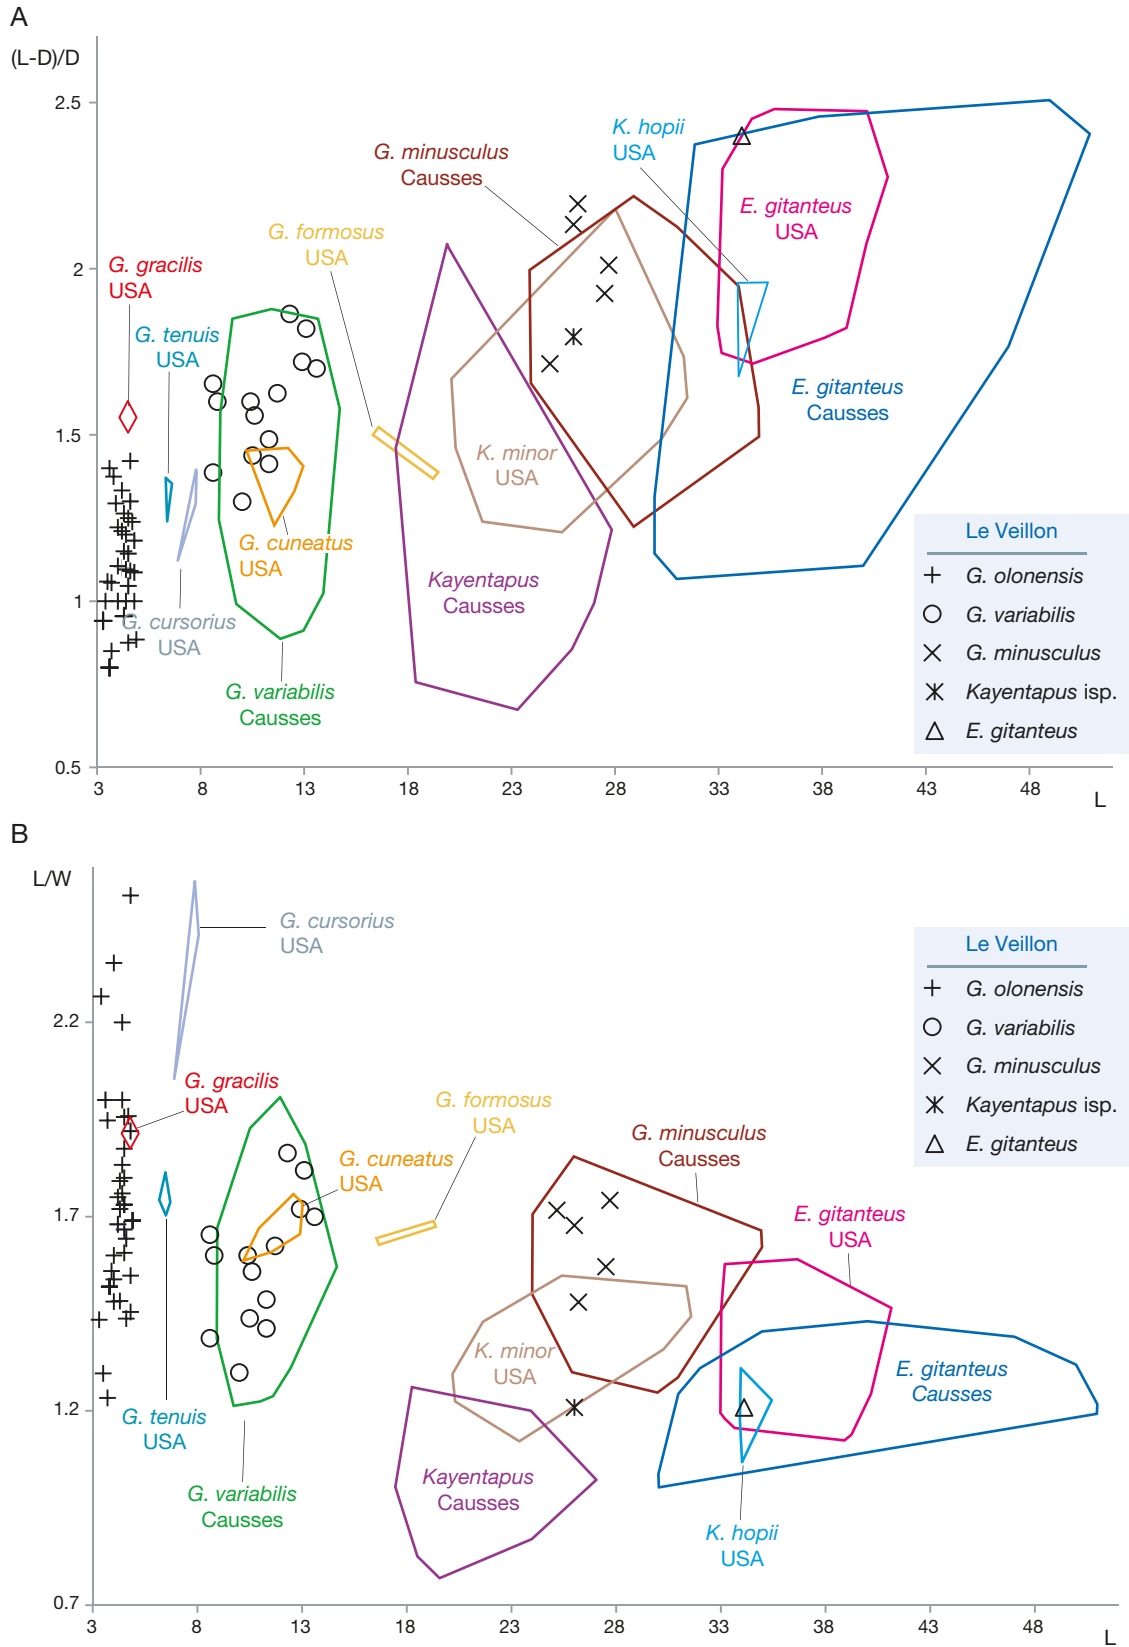 A
(L-D)/D
2.5
K. hopii
USA
G. minusculus
Causses
E. gitanteus
USA
G. formosus
USA
2
G. gracilis
USA
G. tenuis
USA
E. gitanteus
Causses
1.5
K. minor
USA
G. cuneatus
USA
Kayentapus
Causses
1
G. cursorius
USA
G. variabilis
Causses
Le Veillon
G. olonensis
G. variabilis
G. minusculus
Kayentapus isp.
E. gitanteus
0.5
3 8 13 18 23 28 33 38 43 48
L
B
L/W
G. cursorius
USA
Le Veillon
G. olonensis
G. variabilis
G. minusculus
Kayentapus isp.
E. gitanteus
2.2
G. gracilis
USA
G. formosus
USA
G. cuneatus
USA
G. minusculus
Causses
E. gitanteus
USA
1.7
K. minor
USA
E. gitanteus
Causses
1.2
G. tenuis
USA
G. variabilis
Causses
Kayentapus
Causses
K. hopii
USA
0.7
3 8 13 18 23 28 33 38 43 48
L